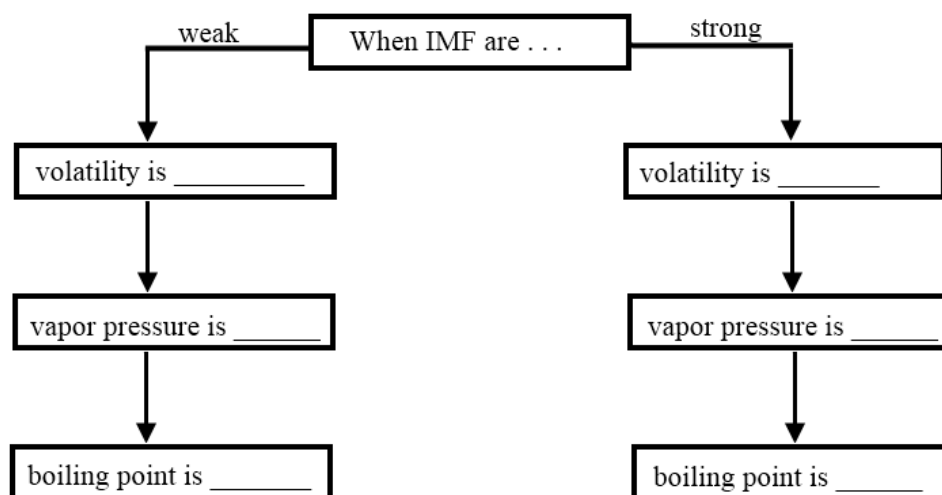 When IMF are . . .
weak
strong
volatility is _________
volatility is _______
vapor pressure is ______
vapor pressure is ______
boiling point is _______
boiling point is ______